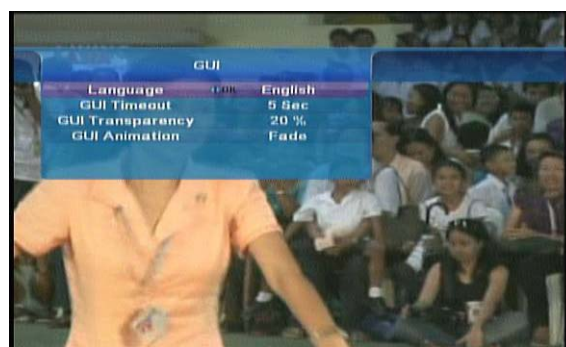 GUI
Language English
GUI Timeout 5 Sec
GUI Transparency 20 %
GUI Animation Fade